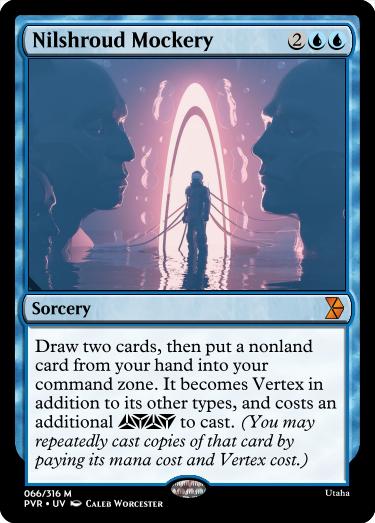 Nilshroud Mockery 2
Sorcery
Draw two cards, then put a nonland
card from your hand into your
command zone. It becomes Vertex in
addition to its other types, and costs an
additional to cast. (You may
repeatedly cast copies of that card by
paying its mana cost and Vertex cost.)
066/316 M
Utaha
PVR • UV CALEB WORCESTER